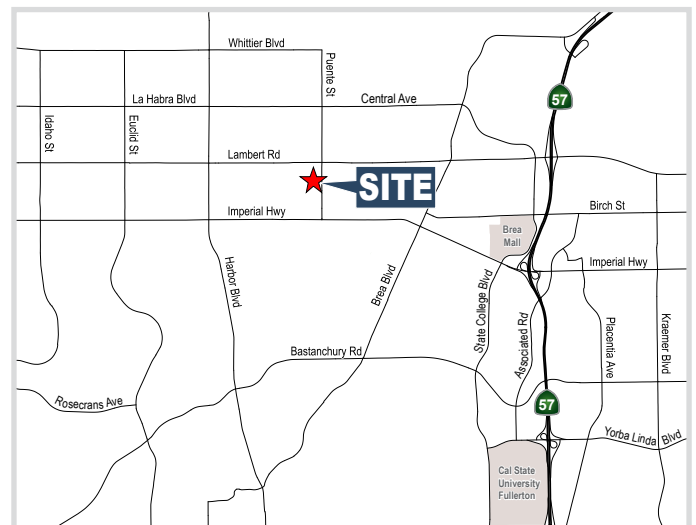 Whittier Blvd
Puente St
57
La Habra Blvd
Central Ave
Idaho St
Euclid St
Lambert Rd
SITE
Imperial Hwy
Birch St
Brea
Mall
Imperial Hwy
Harbor Blvd
Brea Blvd
State College Blvd
Associated Rd
Placentia Ave
Kraemer Blvd
Bastanchury Rd
Rosecrans Ave
57
Yorba Linda Blvd
Cal State
University
Fullerton